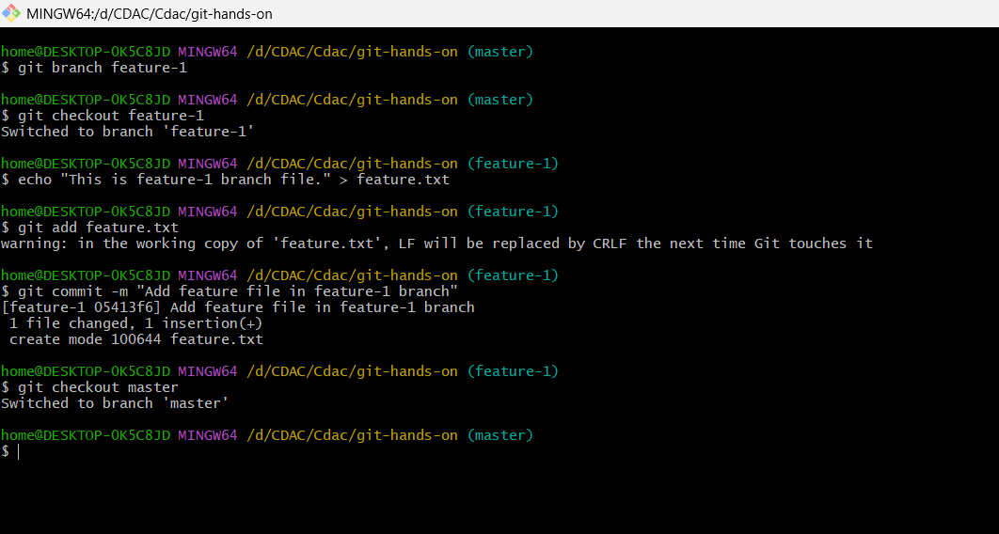 MINGW64:/d/CDAC/Cdac/git-hands-on
home@DESKTOP-0K5C8JD MINGW64 /d/CDAC/Cdac/git-hands-on (master)
$ git branch feature-1
home@DESKTOP-0K5C8JD MINGW64 /d/CDAC/Cdac/git-hands-on (master)
$ git checkout feature-1
Switched to branch 'feature-1'
home@DESKTOP-0K5C8JD MINGW64 /d/CDAC/Cdac/git-hands-on (feature-1)
$ echo "This is feature-1 branch file." > feature.txt
home@DESKTOP-0K5C8JD MINGW64 /d/CDAC/Cdac/git-hands-on (feature-1)
$ git add feature.txt
warning: in the working copy of 'feature.txt', LF will be replaced by CRLF the next time Git touches it
home@DESKTOP-0K5C8JD MINGW64 /d/CDAC/Cdac/git-hands-on (feature-1)
$ git commit -m "Add feature file in feature-1 branch"
[feature-1 05413f6] Add feature file in feature-1 branch
 1 file changed, 1 insertion(+)
 create mode 100644 feature.txt
home@DESKTOP-0K5C8JD MINGW64 /d/CDAC/Cdac/git-hands-on (feature-1)
$ git checkout master
Switched to branch 'master'
home@DESKTOP-0K5C8JD MINGW64 /d/CDAC/Cdac/git-hands-on (master)
$